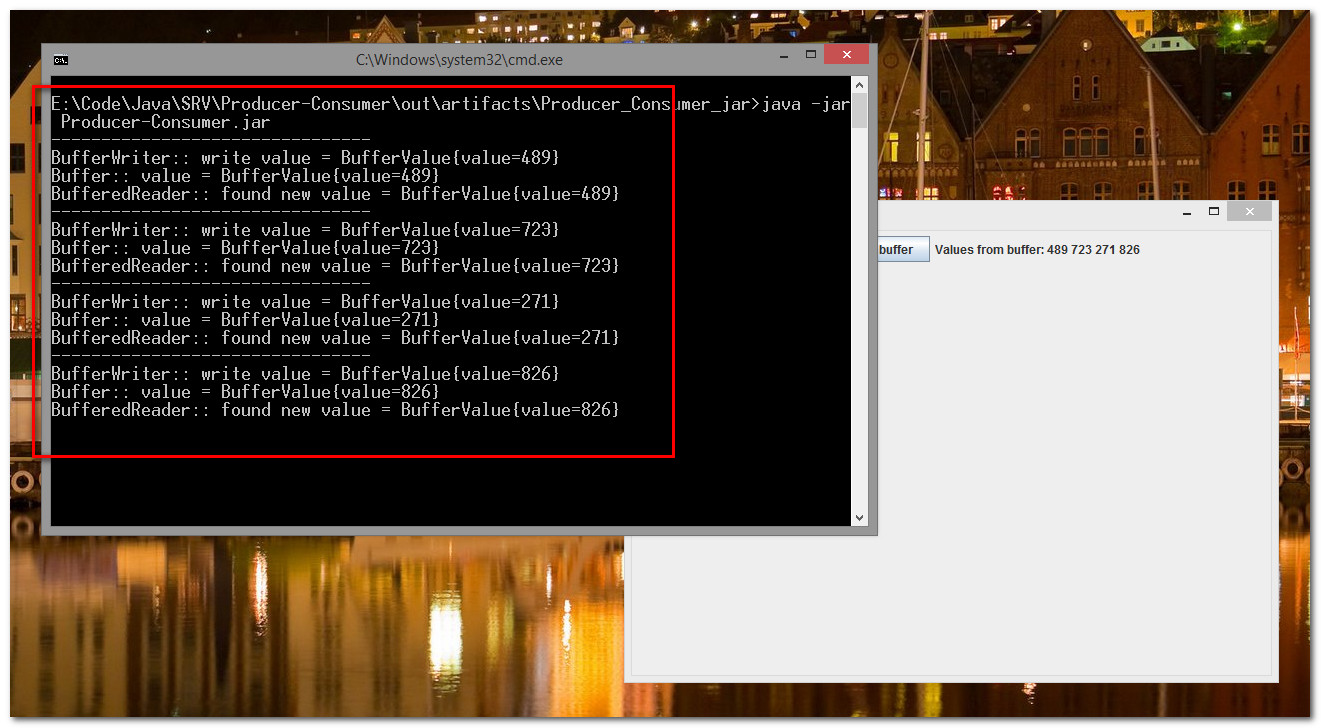 C:\Windows\system32\cmd.exe
E:\Code\Java\SRV\Producer-Consumer\out\artifacts\Producer_Consumer_jar>java -jar
Producer-Consumer.jar
--------------------------------
BufferWriter:: write value = BufferValue{value=489}
Buffer:: value = BufferValue{value=489}
BufferedReader:: found new value = BufferValue{value=489}
--------------------------------
BufferWriter:: write value = BufferValue{value=723}
Buffer:: value = BufferValue{value=723}
BufferedReader:: found new value = BufferValue{value=723}
--------------------------------
BufferWriter:: write value = BufferValue{value=271}
Buffer:: value = BufferValue{value=271}
BufferedReader:: found new value = BufferValue{value=271}
--------------------------------
BufferWriter:: write value = BufferValue{value=826}
Buffer:: value = BufferValue{value=826}
BufferedReader:: found new value = BufferValue{value=826}
buffer Values from buffer: 489 723 271 826